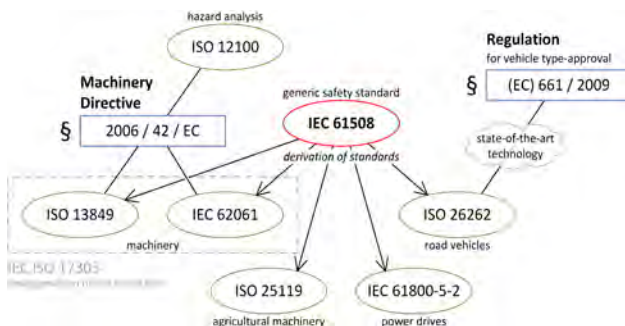 hazard analysis
ISO 12100
Regulation
for vehicle type-approval
§ (EC) 661 / 2009
Machinery
Directive
§ 2006 / 42 / EC
generic safety standard
IEC 61508
derivation of standards
state-of-the-art
technology
ISO 13849
IEC 62061
ISO 26262
machinery
road vehicles
IEC.ISO 17305
ISO 25119
IEC 61800-5-2
agricultural machinery
power drives